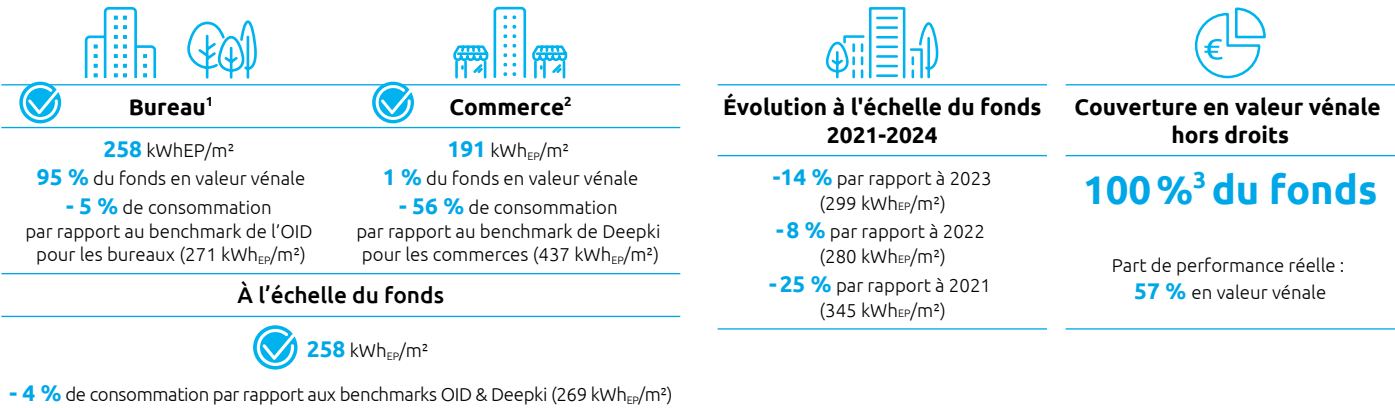 Bureau¹
258 kWhEP/m²
95 % du fonds en valeur vénale
- 5 % de consommation
par rapport au benchmark de l'OID
pour les bureaux (271 kWhEP/m²)
Commerce²
191 kWhEP/m²
1 % du fonds en valeur vénale
- 56 % de consommation
par rapport au benchmark de Deepki
pour les commerces (437 kWhEP/m²)
À l'échelle du fonds
258 kWhEP/m²
- 4 % de consommation par rapport aux benchmarks OID & Deepki (269 kWhEP/m²)
Évolution à l'échelle du fonds
2021-2024
-14 % par rapport à 2023
(299 kWhEP/m²)
-8 % par rapport à 2022
(280 kWhEP/m²)
-25 % par rapport à 2021
(345 kWhEP/m²)
€
Couverture en valeur vénale
hors droits
100 %³ du fonds
Part de performance réelle :
57 % en valeur vénale